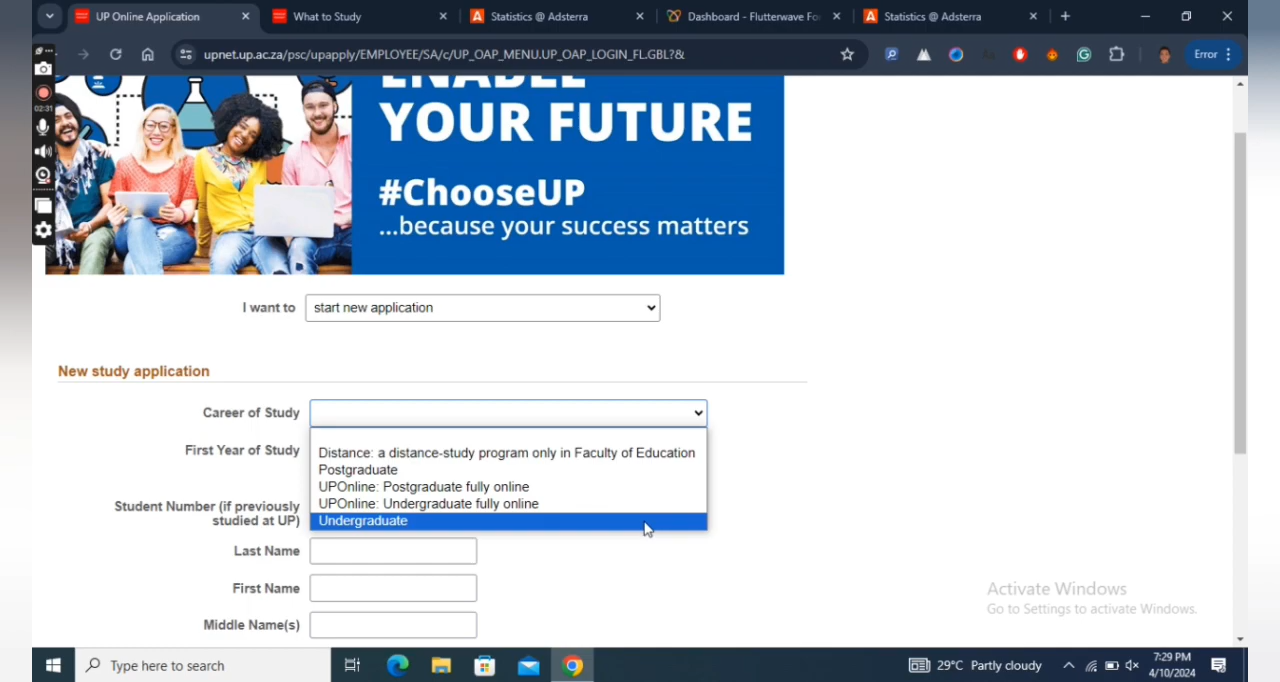 UP Online Application
What to Study
Statistics @ Adsterra
Dashboard - Flutterwave Fo
Statistics @ Adsterra
upnet.up.ac.za/psc/upapply/EMPLOYEE/SA/c/UP_OAP_MENU.UP_OAP_LOGIN_FL.GBL?&
Error
02:31
ENABLE
YOUR FUTURE
#ChooseUP
...because your success matters
I want to start new application
New study application
Career of Study
Distance: a distance-study program only in Faculty of Education
First Year of Study
Postgraduate
UPOnline: Postgraduate fully online
UPOnline: Undergraduate fully online
Undergraduate
Student Number (if previously
studied at UP)
Last Name
First Name
Middle Name(s)
Activate Windows
Go to Settings to activate Windows.
Type here to search
29°C Partly cloudy
7:29 PM
4/10/2024